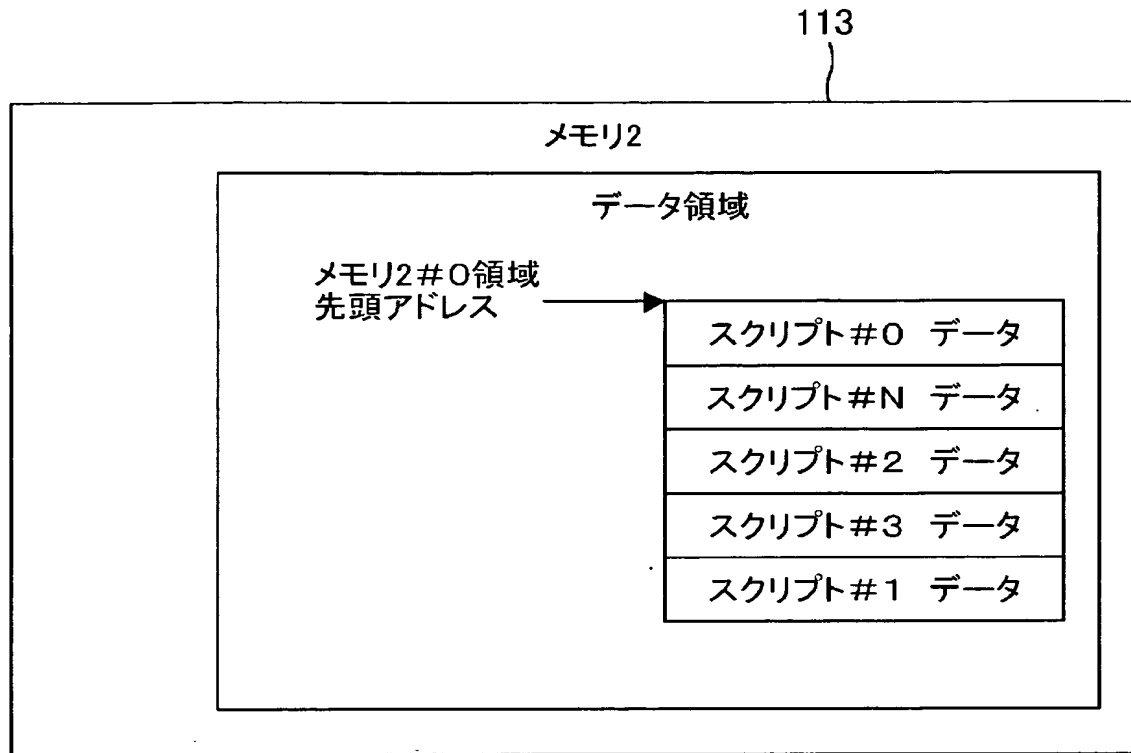 113
メモリ2
データ領域
メモリ2#0領域
先頭アドレス
スクリプト#0 データ
スクリプト#N データ
スクリプト#2 データ
スクリプト#3 データ
スクリプト#1 データ